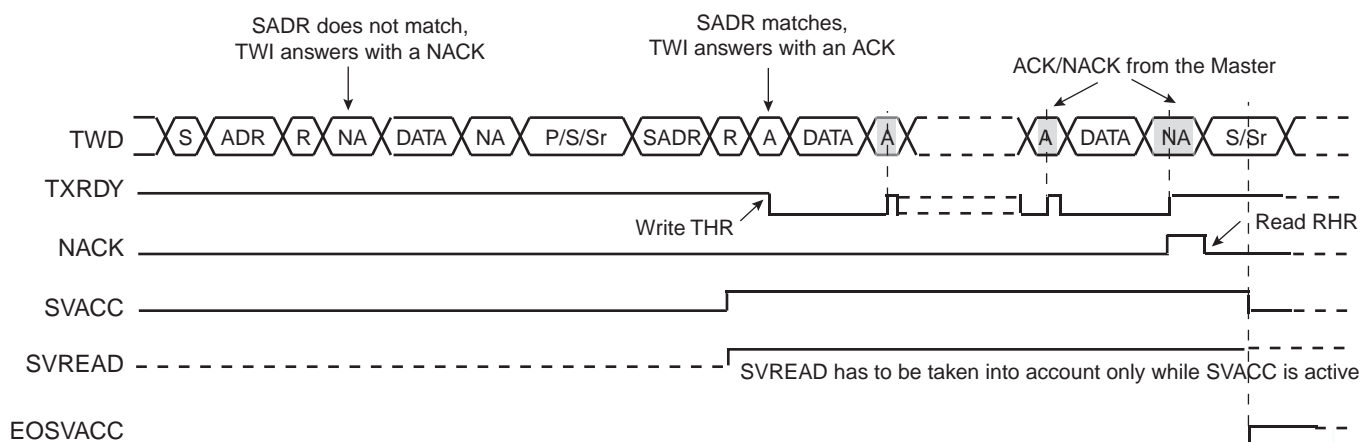 SADR does not match,
TWI answers with a NACK
SADR matches,
TWI answers with an ACK
ACK/NACK from the Master
TWD S ADR R NA DATA NA P/S/Sr SADR R A DATA A A DATA NA S/Sr
TXRDY
Write THR
Read RHR
NACK
SVACC
SVREAD
SVREAD has to be taken into account only while SVACC is active
EOSVACC